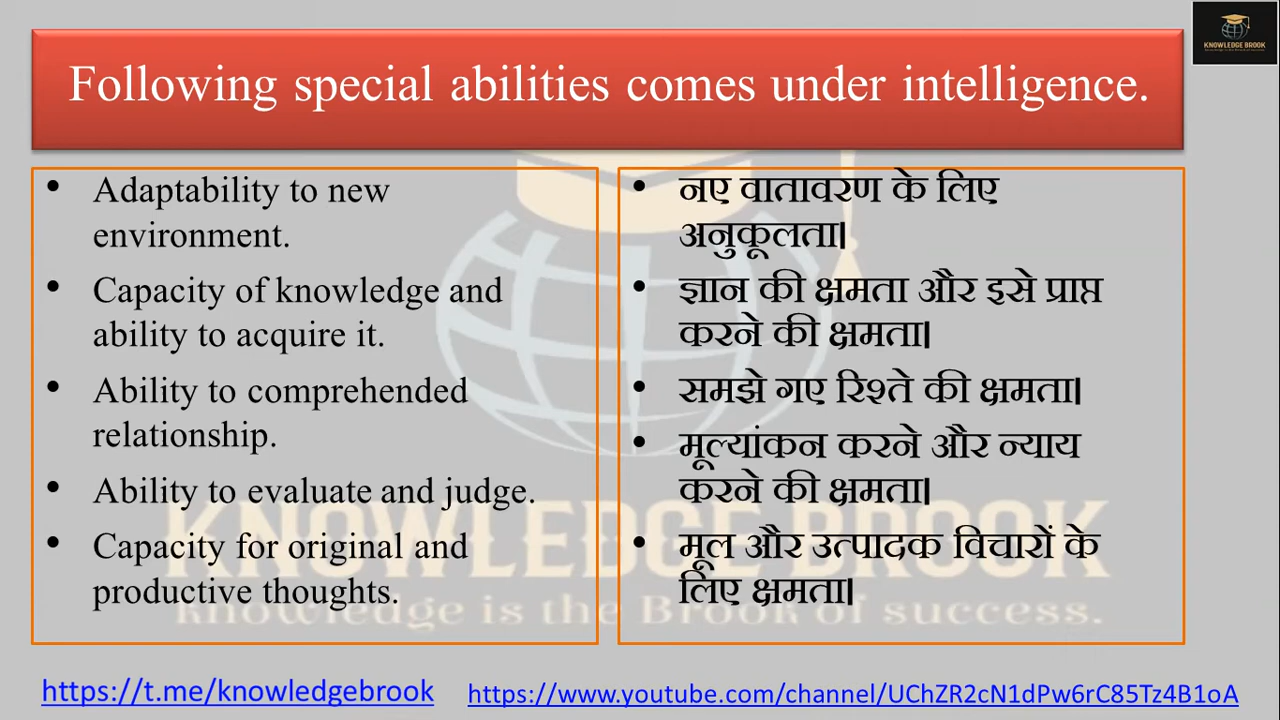 KNOWLEDGE BROOK
Following special abilities comes under intelligence.
• Adaptability to new
environment.
• Capacity of knowledge and
ability to acquire it.
• Ability to comprehended
relationship.
• Ability to evaluate and judge.
• Capacity for original and
productive thoughts.
• नए वातावरण के लिए
अनुकूलता।
• ज्ञान की क्षमता और इसे प्राप्त
करने की क्षमता।
• समझे गए रिश्ते की क्षमता।
• मूल्यांकन करने और न्याय
करने की क्षमता।
• मूल और उत्पादक विचारों के
लिए क्षमता।
KNOWLEDGE BROOK
Knowledge is the Brook of success.
https://t.me/knowledgebrook
https://www.youtube.com/channel/UChZR2cN1dPw6rC85Tz4B1oA